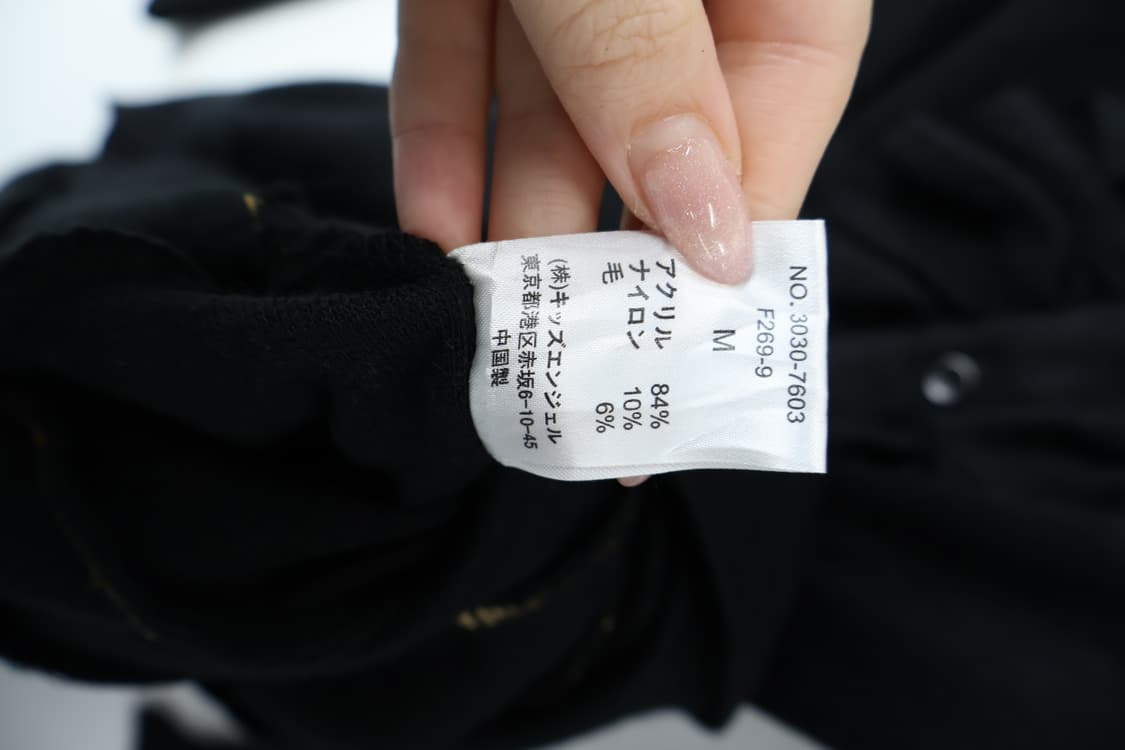 NO.3030-7603
F269-9
M
アクリル 84%
ナイロン 10%
毛 6%
(株)キッズエンジェル
東京都港区赤坂6-10-45
中国製